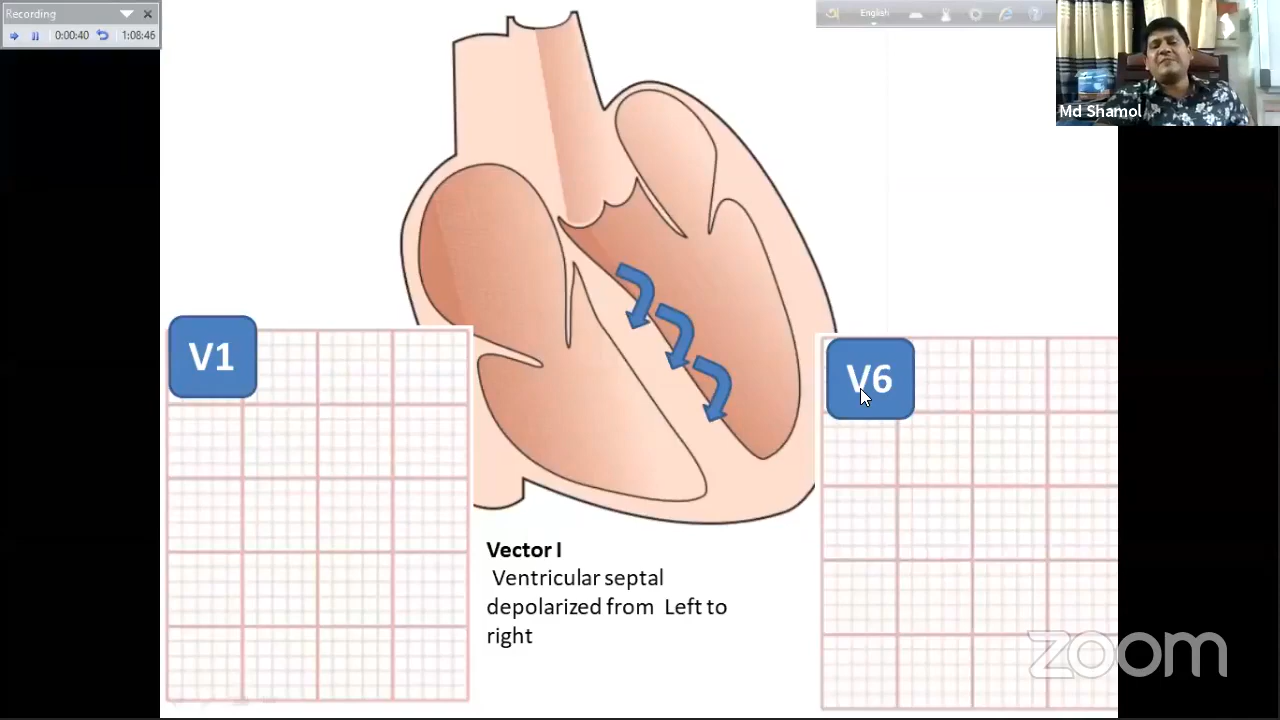 Recording
0:00:40 1:08:46
English
Md Shamol
V1
V6
Vector I
Ventricular septal
depolarized from Left to
right
zoom